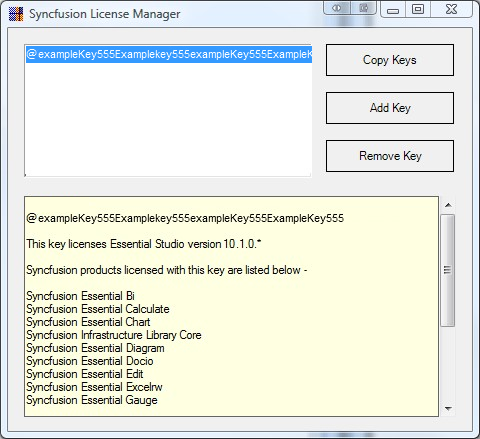 Syncfusion License Manager
@exampleKey555Examplekey555exampleKey555ExampleK
Copy Keys
Add Key
Remove Key
@exampleKey555Examplekey555exampleKey555ExampleKey555
This key licenses Essential Studio version 10.1.0.*
Syncfusion products licensed with this key are listed below -
Syncfusion Essential Bi
Syncfusion Essential Calculate
Syncfusion Essential Chart
Syncfusion Infrastructure Library Core
Syncfusion Essential Diagram
Syncfusion Essential Docio
Syncfusion Essential Edit
Syncfusion Essential Excelrw
Syncfusion Essential Gauge